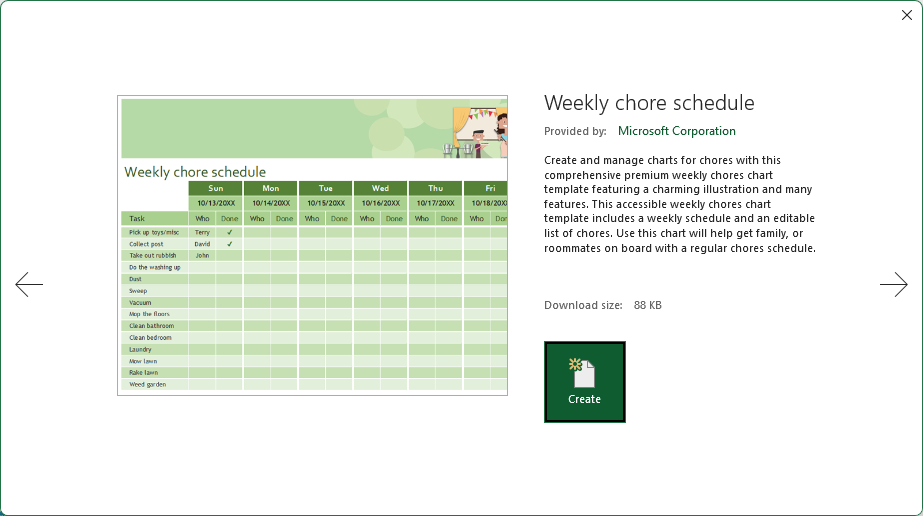 Weekly chore schedule
Sun Mon Tue Wed Thu Fri
10/13/20XX 10/14/20XX 10/15/20XX 10/16/20XX 10/17/20XX 10/18/20XX
Task Who Done Who Done Who Done Who Done Who Done Who Done
Pick up toys/misc Terry ✓
Collect post David ✓
Take out rubbish John
Do the washing up
Dust
Sweep
Vacuum
Mop the floors
Clean bathroom
Clean bedroom
Laundry
Mow lawn
Rake lawn
Weed garden
Weekly chore schedule
Provided by: Microsoft Corporation
Create and manage charts for chores with this
comprehensive premium weekly chores chart
template featuring a charming illustration and many
features. This accessible weekly chores chart
template includes a weekly schedule and an editable
list of chores. Use this chart will help get family, or
roommates on board with a regular chores schedule.
Download size: 88 KB
Create